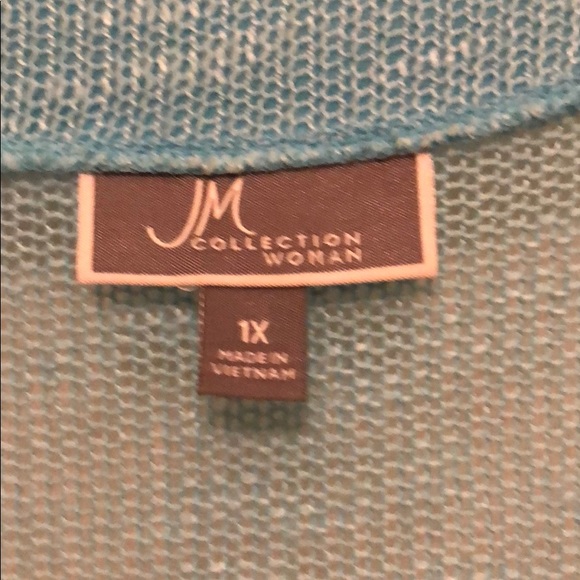 JM
COLLECTION
WOMAN
1X
MADE IN
VIETNAM